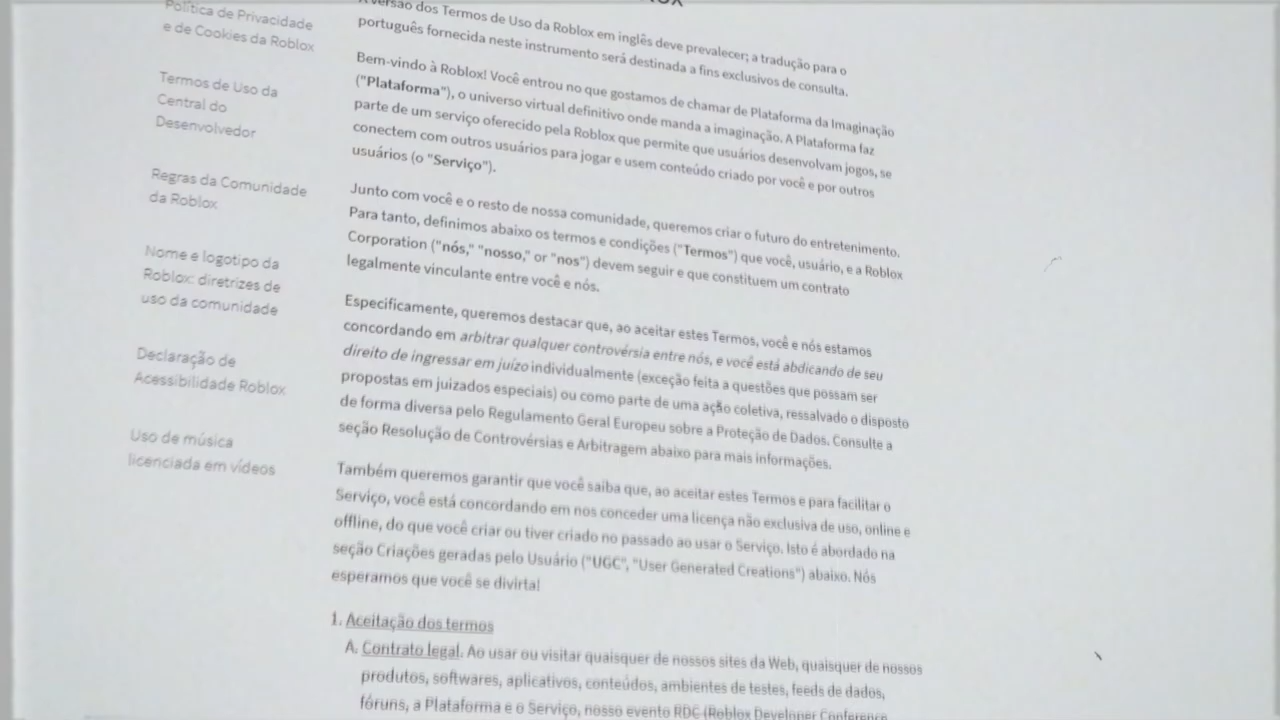 Política de Privacidade
e de Cookies da Roblox
Termos de Uso da
Central do
Desenvolvedor
Regras da Comunidade
da Roblox
Nome e logotipo da
Roblox: diretrizes de
uso da comunidade
Declaração de
Acessibilidade Roblox
Uso de música
licenciada em vídeos
A versão dos Termos de Uso da Roblox em inglês deve prevalecer; a tradução para o
português fornecida neste instrumento será destinada a fins exclusivos de consulta.
Bem-vindo à Roblox! Você entrou no que gostamos de chamar de Plataforma da Imaginação
("Plataforma"), o universo virtual definitivo onde manda a imaginação. A Plataforma faz
parte de um serviço oferecido pela Roblox que permite que usuários desenvolvam jogos, se
conectem com outros usuários para jogar e usem conteúdo criado por você e por outros
usuários (o "Serviço").
Junto com você e o resto de nossa comunidade, queremos criar o futuro do entretenimento.
Para tanto, definimos abaixo os termos e condições ("Termos") que você, usuário, e a Roblox
Corporation ("nós," "nosso," or "nos") devem seguir e que constituem um contrato
legalmente vinculante entre você e nós.
Especificamente, queremos destacar que, ao aceitar estes Termos, você e nós estamos
concordando em arbitrar qualquer controvérsia entre nós, e você está abdicando de seu
direito de ingressar em juízo individualmente (exceção feita a questões que possam ser
propostas em juizados especiais) ou como parte de uma ação coletiva, ressalvado o disposto
de forma diversa pelo Regulamento Geral Europeu sobre a Proteção de Dados. Consulte a
seção Resolução de Controvérsias e Arbitragem abaixo para mais informações.
Também queremos garantir que você saiba que, ao aceitar estes Termos e para facilitar o
Serviço, você está concordando em nos conceder uma licença não exclusiva de uso, online e
offline, do que você criar ou tiver criado no passado ao usar o Serviço. Isto é abordado na
seção Criações geradas pelo Usuário ("UGC", "User Generated Creations") abaixo. Nós
esperamos que você se divirta!
1. Aceitação dos termos
A. Contrato legal. Ao usar ou visitar quaisquer de nossos sites da Web, quaisquer de nossos
produtos, softwares, aplicativos, conteúdos, ambientes de testes, feeds de dados,
fóruns, a Plataforma e o Serviço, nosso evento RDC (Roblox Developer Conference